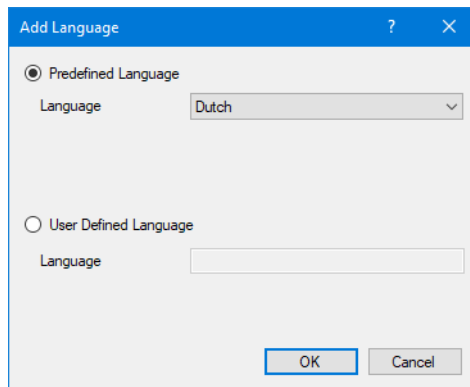 Add Language ?
Predefined Language
Language Dutch
User Defined Language
Language
OK Cancel